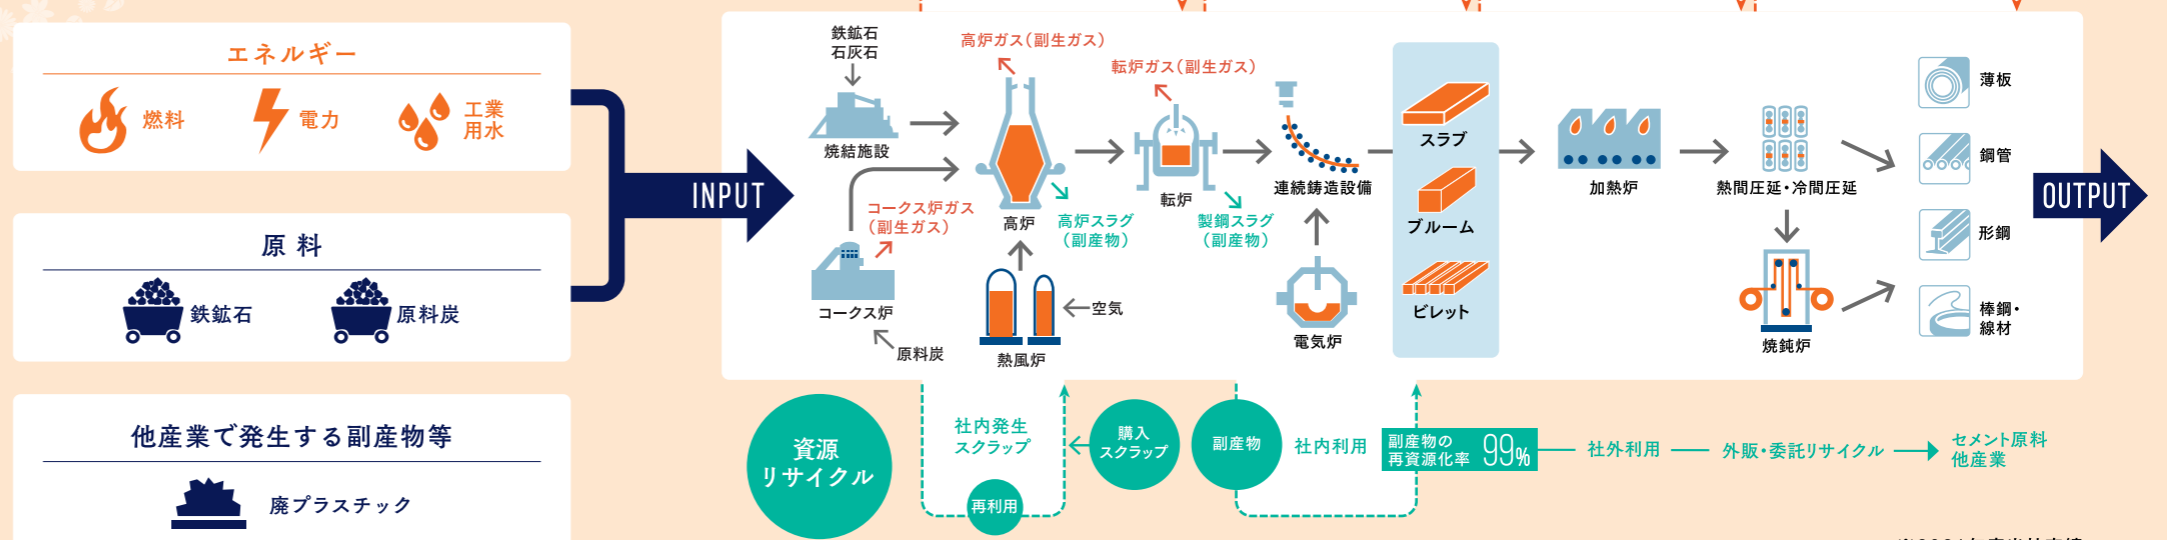 エネルギー
燃料
電力
工業
用水
原料
鉄鉱石
原料炭
他産業で発生する副産物等
廃プラスチック
INPUT
鉄鉱石
石灰石
焼結施設
コークス炉ガス
(副生ガス)
コークス炉
原料炭
高炉ガス(副生ガス)
高炉
高炉スラグ
(副産物)
熱風炉
空気
転炉ガス(副生ガス)
転炉
製鋼スラグ
(副産物)
連続鋳造設備
電気炉
スラブ
ブルーム
ビレット
加熱炉
熱間圧延・冷間圧延
焼鈍炉
薄板
鋼管
形鋼
棒鋼・
線材
OUTPUT
資源
リサイクル
社内発生
スクラップ
再利用
購入
スクラップ
副産物
社内利用
副産物の
再資源化率 99%
社外利用
外販・委託リサイクル
セメント原料
他産業